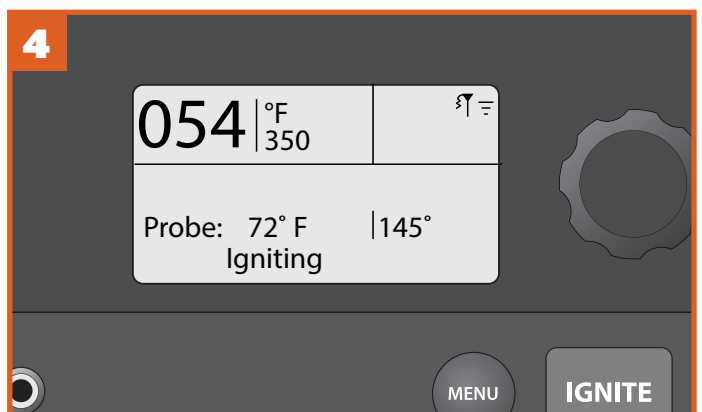 4
054 °F
350
Probe: 72° F 145°
Igniting
MENU IGNITE